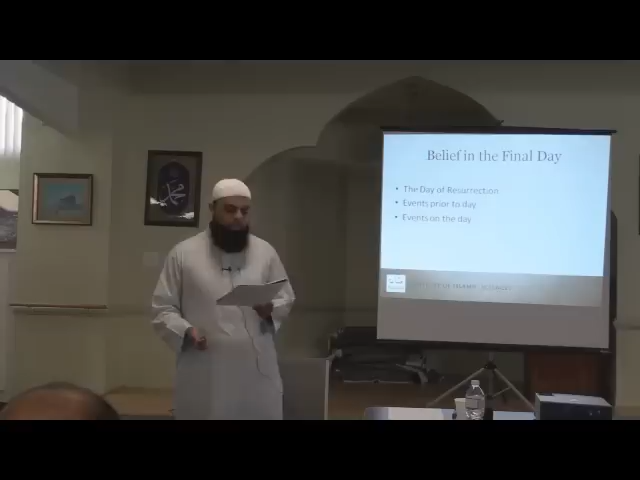 Belief in the Final Day
• The Day of Resurrection
• Events prior to day
• Events on the day